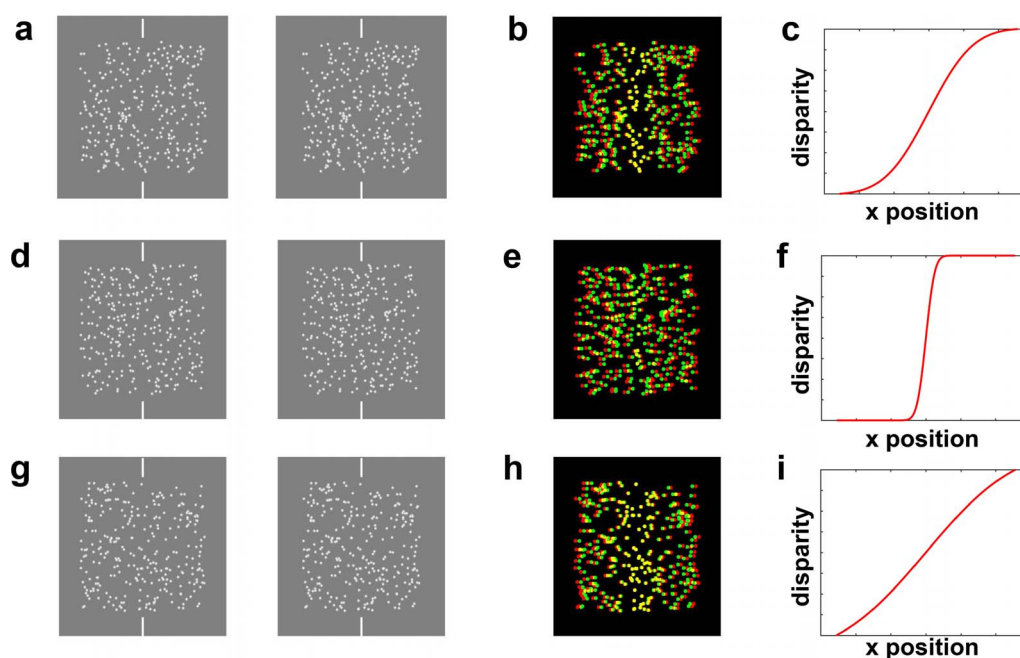 a
b
c
disparity
x position
d
e
f
disparity
x position
g
h
i
disparity
x position